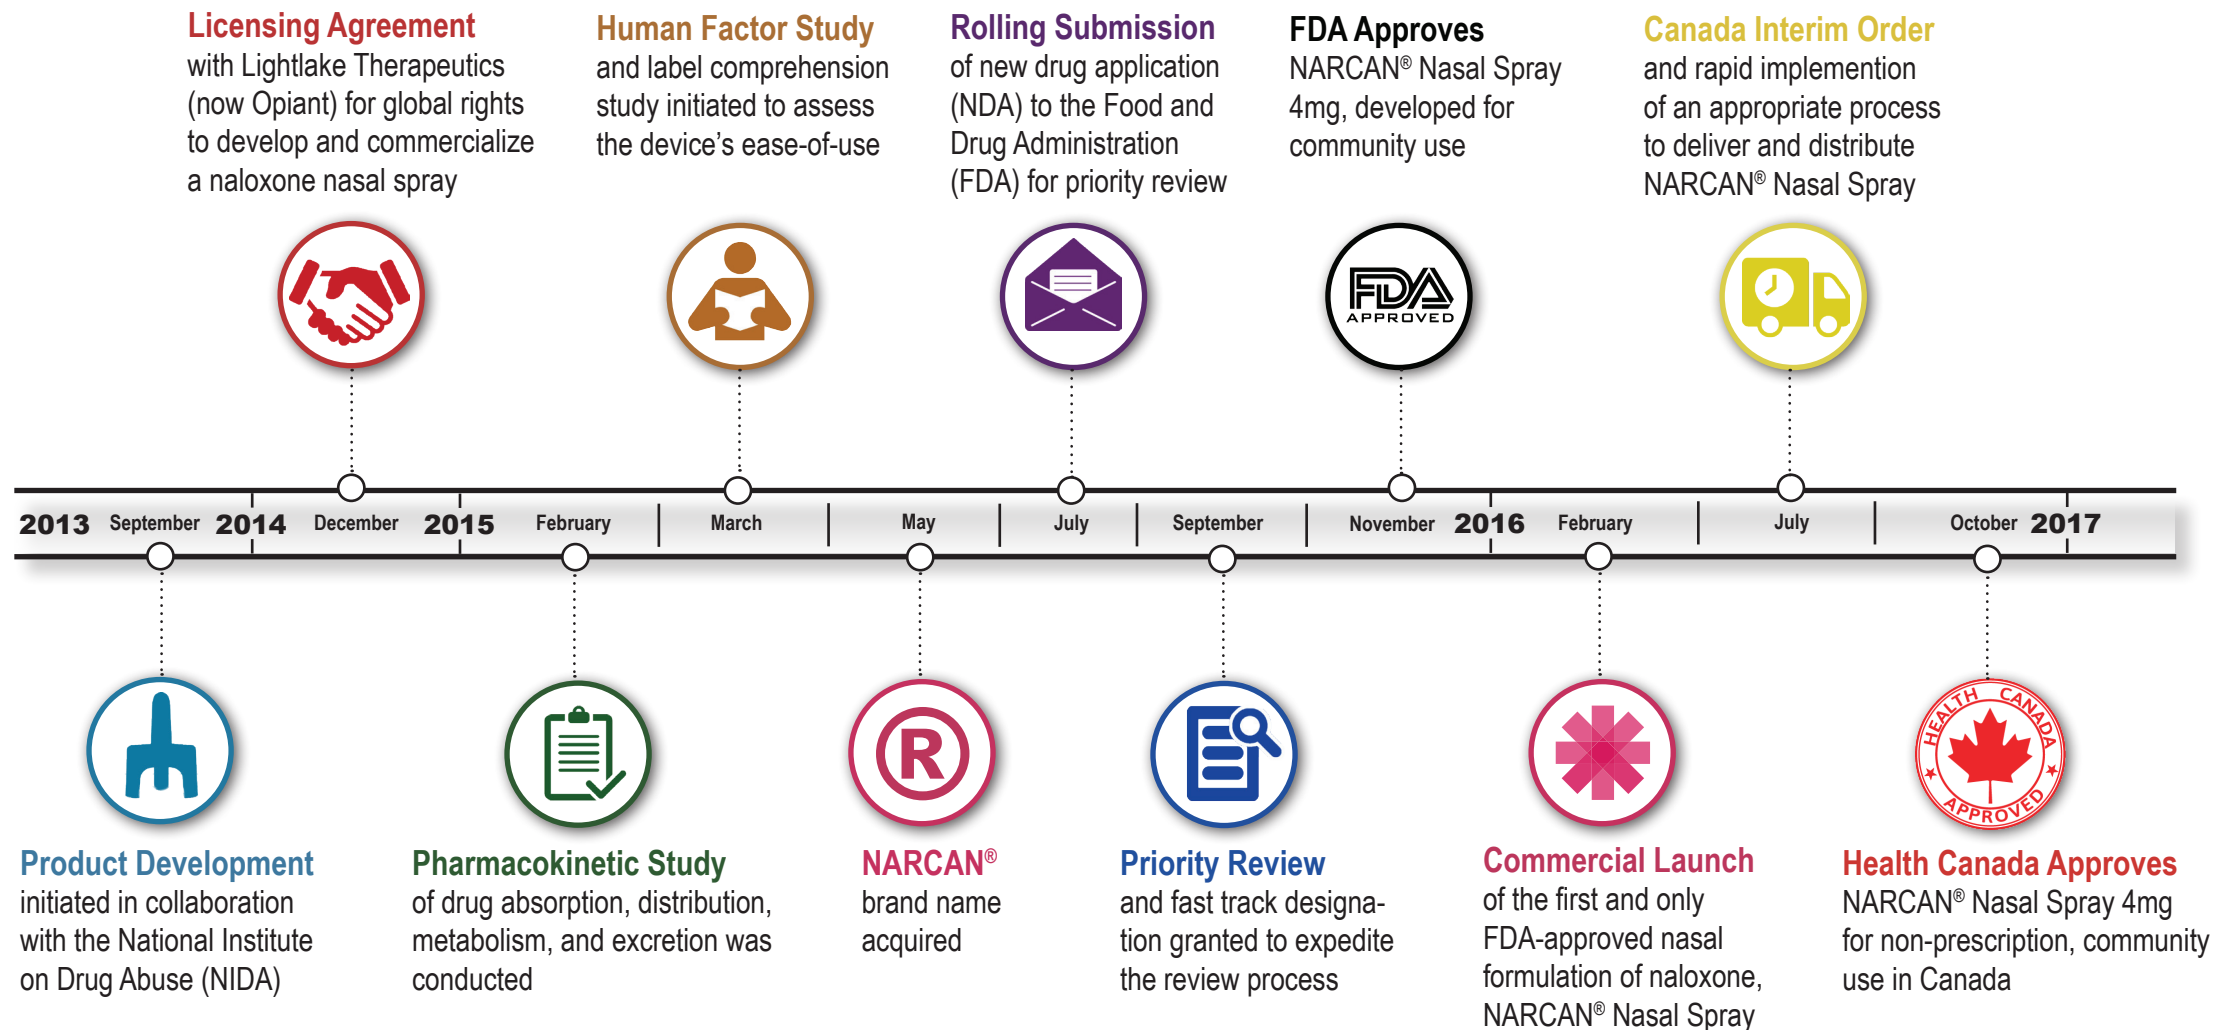 Licensing Agreement
with Lightlake Therapeutics
(now Opiant) for global rights
to develop and commercialize
a naloxone nasal spray
Human Factor Study
and label comprehension
study initiated to assess
the device's ease-of-use
Rolling Submission
of new drug application
(NDA) to the Food and
Drug Administration
(FDA) for priority review
FDA Approves
NARCAN® Nasal Spray
4mg, developed for
community use
Canada Interim Order
and rapid implemention
of an appropriate process
to deliver and distribute
NARCAN® Nasal Spray
FDA
APPROVED
2013 September 2014 December 2015 February March May July September November 2016 February July October 2017
R
HEALTH CANADA
APPROVED
Product Development
initiated in collaboration
with the National Institute
on Drug Abuse (NIDA)
Pharmacokinetic Study
of drug absorption, distribution,
metabolism, and excretion was
conducted
NARCAN®
brand name
acquired
Priority Review
and fast track designa-
tion granted to expedite
the review process
Commercial Launch
of the first and only
FDA-approved nasal
formulation of naloxone,
NARCAN® Nasal Spray
Health Canada Approves
NARCAN® Nasal Spray 4mg
for non-prescription, community
use in Canada